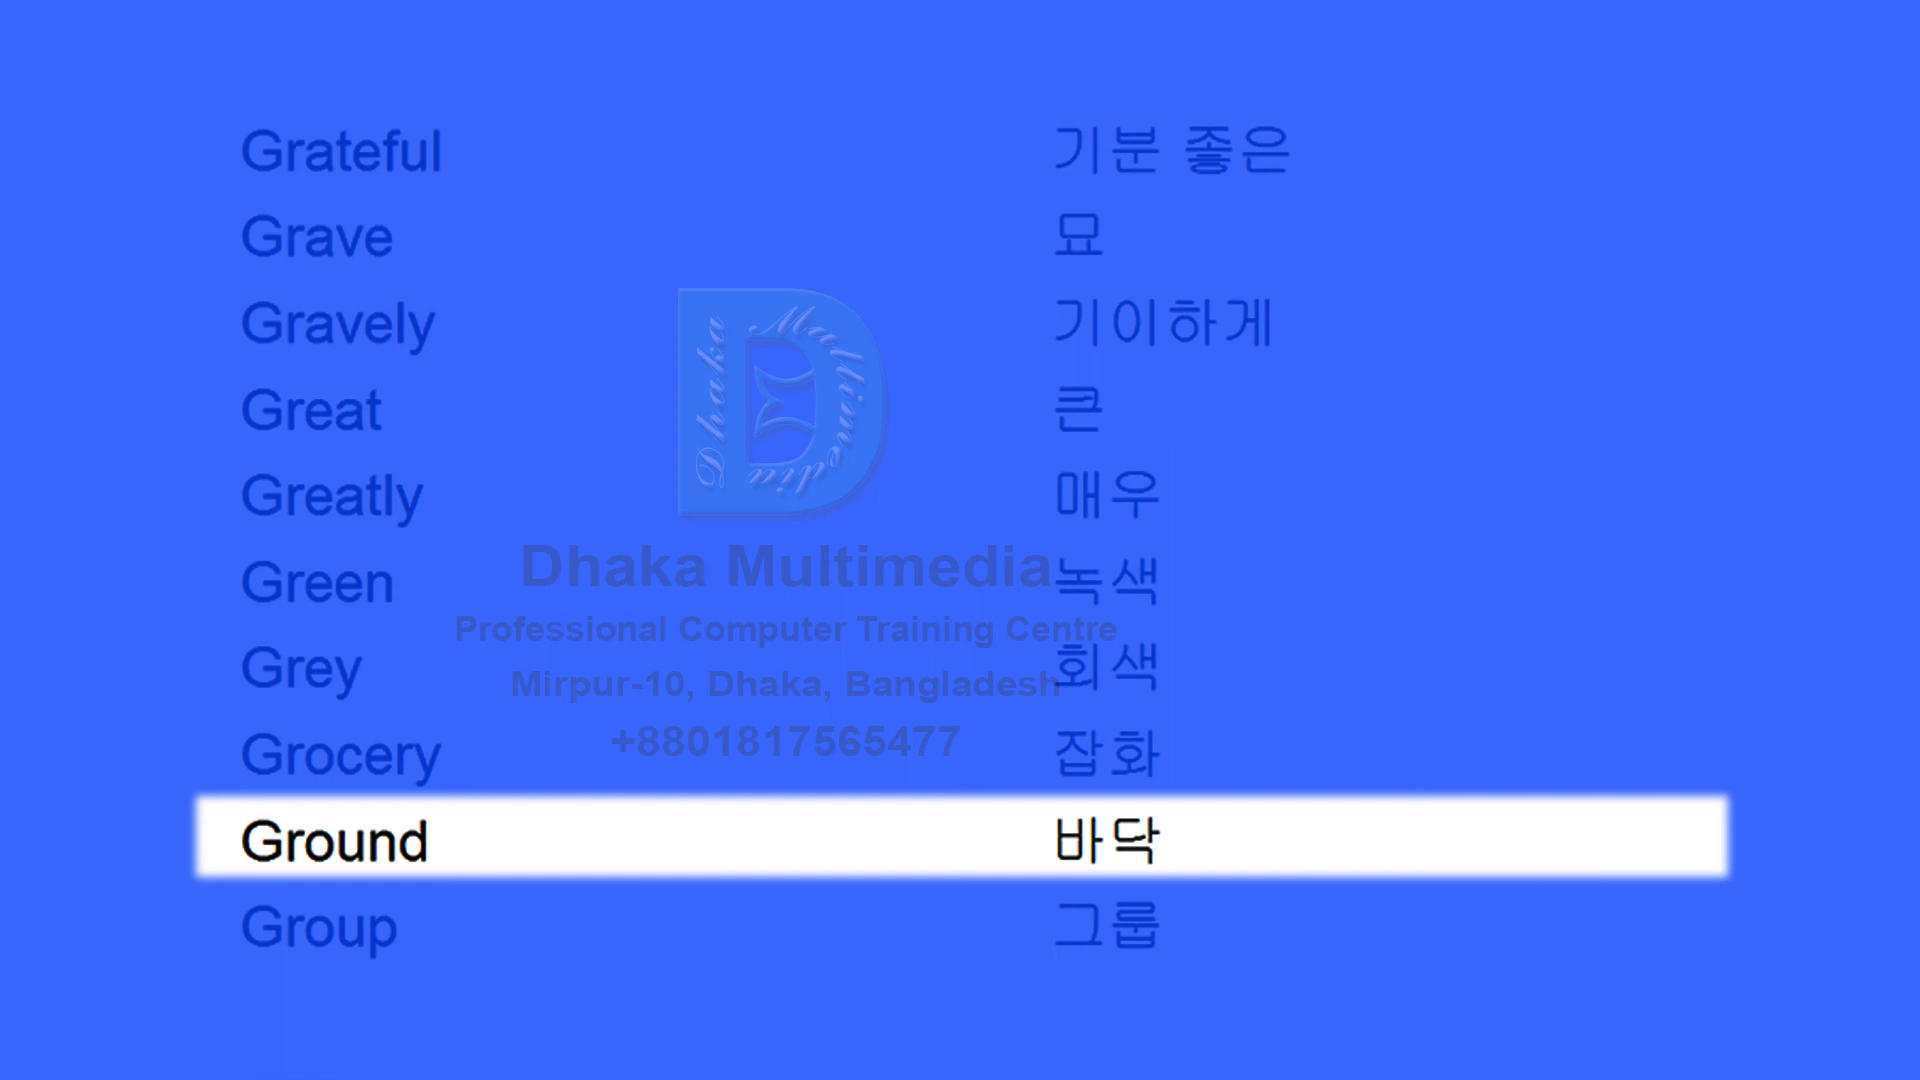 Grateful 기분 좋은
Grave 묘
Gravely 기이하게
Great 큰
Greatly 매우
Green 녹색
Grey 회색
Grocery 잡화
Ground 바닥
Group 그룹
Dhaka Multimedia
Dhaka Multimedia
Professional Computer Training Centre
Mirpur-10, Dhaka, Bangladesh
+8801817565477